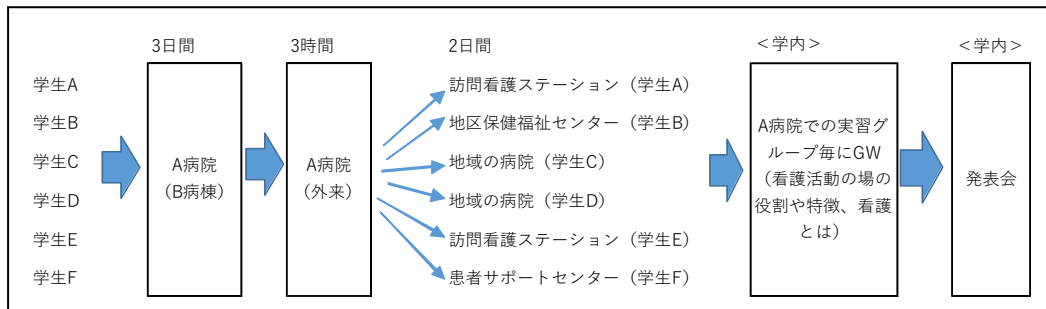 3日間
3時間
2日間
＜学内＞
＜学内＞
学生A
学生B
学生C
学生D
学生E
学生F
A病院
（B病棟）
A病院
（外来）
訪問看護ステーション（学生A）
地区保健福祉センター（学生B）
地域の病院（学生C）
地域の病院（学生D）
訪問看護ステーション（学生E）
患者サポートセンター（学生F）
A病院での実習グ
ループ毎にGW
（看護活動の場の
役割や特徴、看護
とは）
発表会